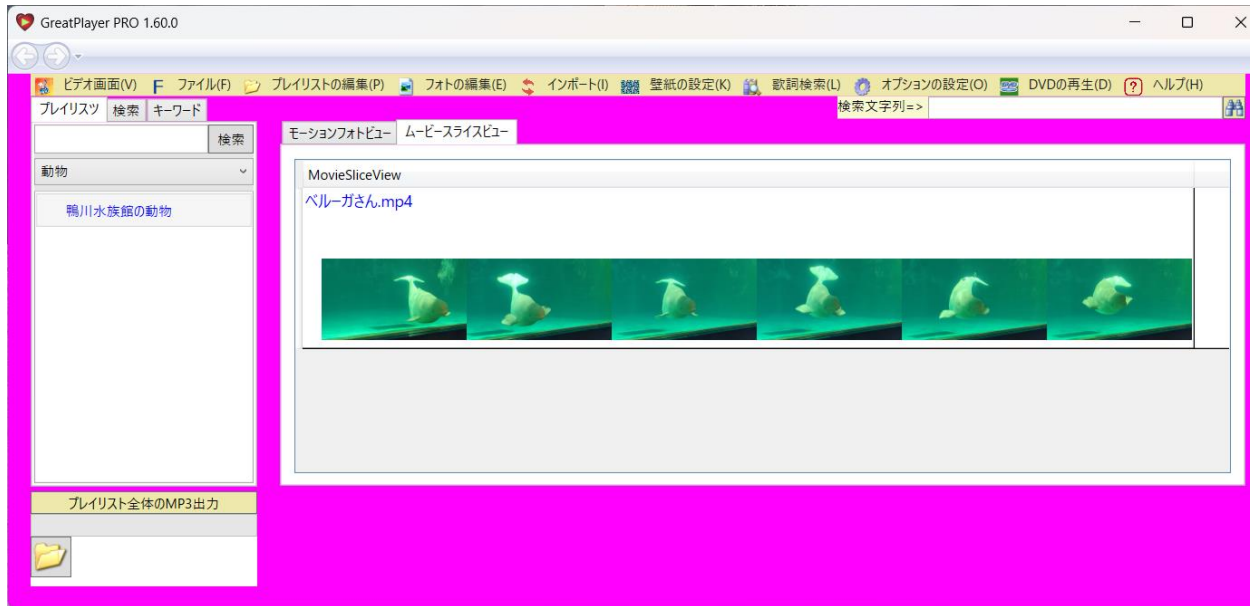 GreatPlayer PRO 1.60.0
ビデオ画面(V) F ファイル(F) プレイリストの編集(P) フォトの編集(E) インポート(I) 壁紙の設定(K) 歌詞検索(L) オプションの設定(O) DVDの再生(D) ? ヘルプ(H)
プレイリスツ 検索 キーワード
検索文字列=>
検索
モーションフォトビュー ムービースライスビュー
動物
MovieSliceView
ベルーガさん.mp4
鴨川水族館の動物
プレイリスト全体のMP3出力